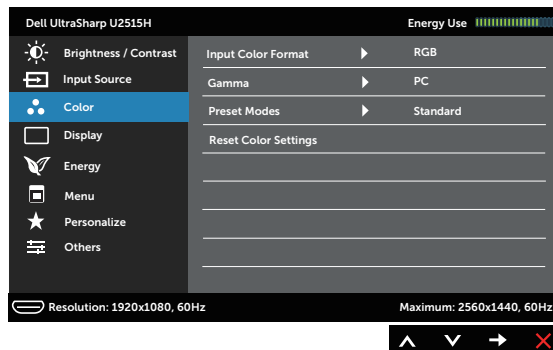 Dell UltraSharp U2515H Energy Use
Brightness / Contrast
Input Source
Color
Display
Energy
Menu
Personalize
Others
Input Color Format RGB
Gamma PC
Preset Modes Standard
Reset Color Settings
Resolution: 1920x1080, 60Hz Maximum: 2560x1440, 60Hz